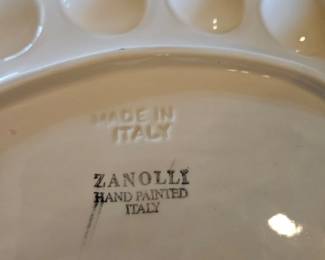 MADE IN
ITALY
ZANOLLI
HAND PAINTED
ITALY